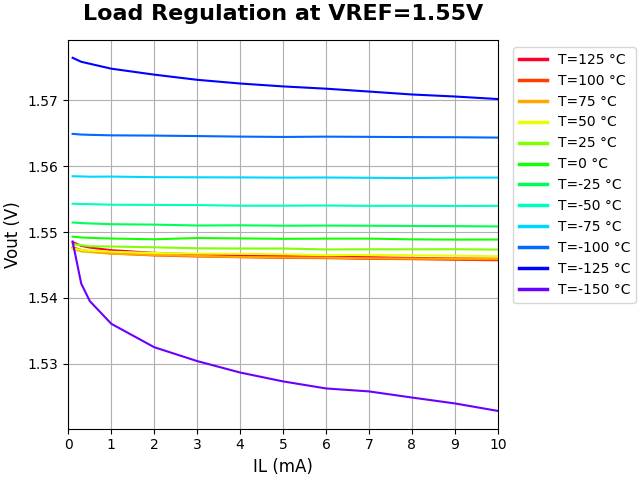 Load Regulation at VREF=1.55V
Vout (V)
1.57
1.56
1.55
1.54
1.53
0 1 2 3 4 5 6 7 8 9 10
IL (mA)
T=125 °C
T=100 °C
T=75 °C
T=50 °C
T=25 °C
T=0 °C
T=-25 °C
T=-50 °C
T=-75 °C
T=-100 °C
T=-125 °C
T=-150 °C